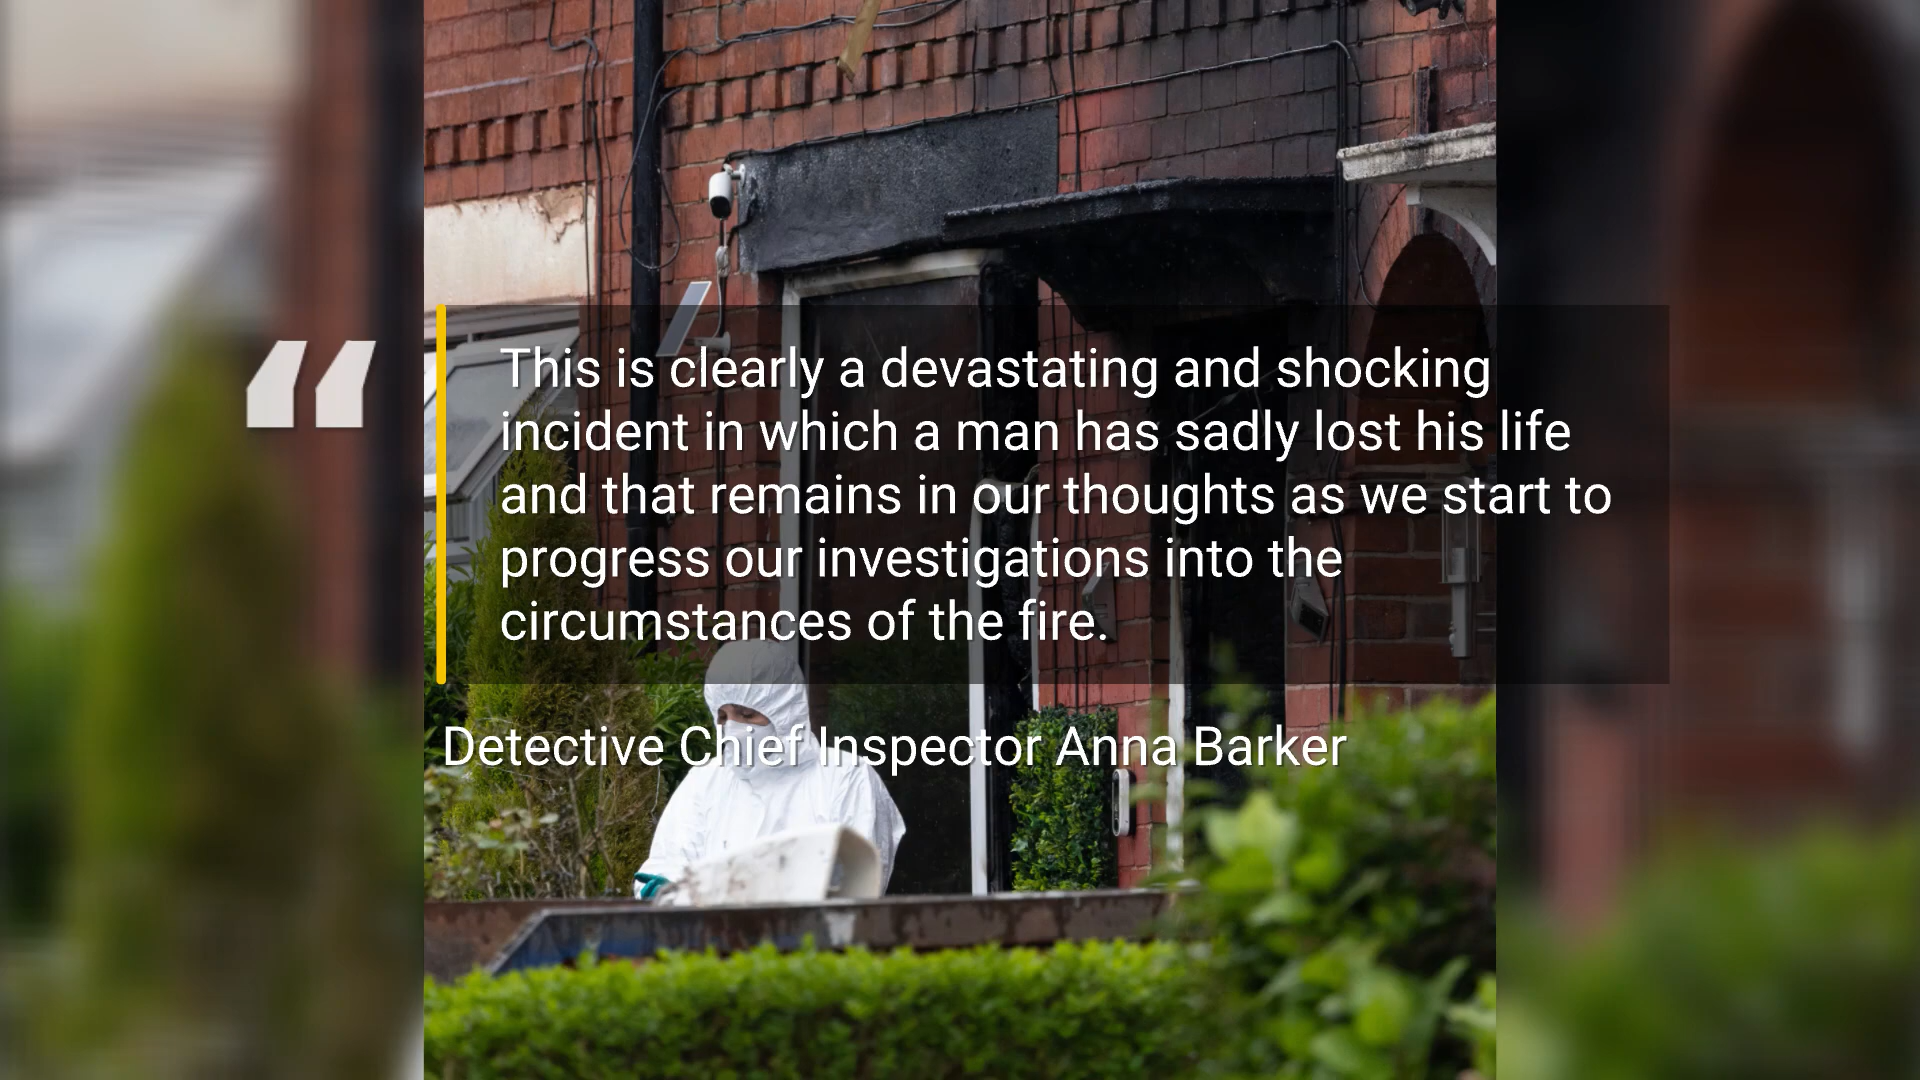 “
This is clearly a devastating and shocking
incident in which a man has sadly lost his life
and that remains in our thoughts as we start to
progress our investigations into the
circumstances of the fire.
Detective Chief Inspector Anna Barker